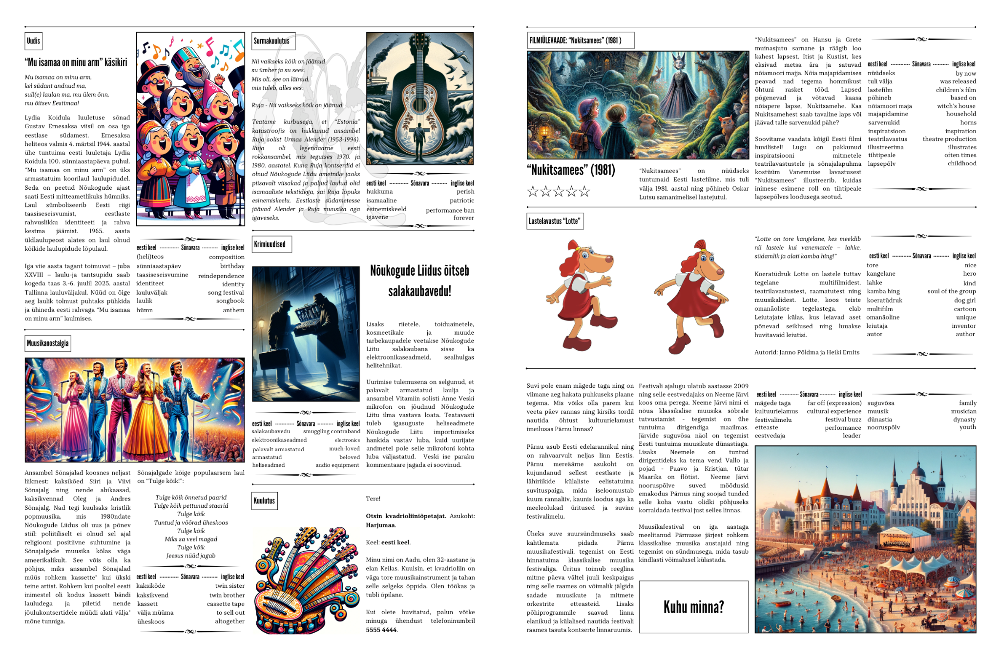 Uudis
“Mu isamaa on minu arm” käsikiri
Mu isamaa on minu arm,
kel südant andnud ma,
sull(e) laulan ma, mu ülem õnn,
mu õitsev Eestimaa!
Lydia Koidula luuletuse sõnad
Gustav Ernesaksa viisil on osa iga
eestlase südamest. Ernesaksa
heliteos valmis 4. märtsil 1944. aastal
ühe tuntuima eesti luuletaja Lydia
Koidula 100. sünniaastapäeva puhul.
“Mu isamaa on minu arm” on üks
armastatuim koorilaul laulupidudel.
Seda on peetud Nõukogude ajast
saati Eesti mitteametlikuks hümniks.
Laul sümboliseerib Eesti riigi
taasiseseisvumist, eestlaste
rahvuslikku identiteeti ja rahva
kestma jäämist. 1965. aasta
üldlaulupeost alates on laul olnud
kõikide laulupidude lõpulaul.
Iga viie aasta tagant toimuvat – juba
XXVIII – laulu-ja tantsupidu saab
kogeda taas 3.-6. juulil 2025. aastal
Tallinna lauluväljakul. Nüüd on õige
aeg laulik tolmust puhtaks pühkida
ja ühineda eesti rahvaga “Mu isamaa
on minu arm” laulmises.
eesti keel ------------ Sõnavara ---------- inglise keel
(heli)teos composition
sünniaastapäev birthday
taasiseseisvumine reindependence
identiteet identity
lauluväljak song festival
laulik songbook
hümn anthem
Muusikanostalgia
Ansambel Sõnajalad koosnes neljast
liikmest: kaksikõed Siiri ja Viivi
Sõnajalg ning nende abikaasad,
kaksikvennad Oleg ja Andres
Sõnajalg. Nad tegi kuulsaks kristlik
popmuusika, mis 1980ndate
Nõukogude Liidus oli uus ja põnev
stiil: poliitiliselt ei olnud sel ajal
religiooni positiivne suhtumine ja
Sõnajalgade muusika kõlas väga
ameerikalikult. See võis olla ka
põhjus, miks ansambel Sõnajalad
müüs rohkem kassette* kui ükski
teine artist. Rohkem kui pooltel eesti
inimestel oli kodus kassett bändi
lauludega ja piletid nende
jõulukontsertidele müüdi alati välja*
mõne tunniga.
Sõnajalgade kõige populaarsem laul
on “Tulge kõik!”:
Tulge kõik õnnetud paarid
Tulge kõik pettunud staarid
Tulge kõik
Tuntud ja võõrad üheskoos
Tulge kõik
Miks sa veel magad
Tulge kõik
Jeesus nüüd jagab
eesti keel ------------ Sõnavara ---------- inglise keel
kaksikõde twin sister
kaksikvend twin brother
kassett cassette tape
välja müüma to sell out
üheskoos altogether
Surmakuulutus
Nii vaikseks kõik on jäänud
su ümber ja su sees.
Mis oli, see on läinud,
mis tuleb, alles ees.
Ruja - Nii vaikseks kõik on jäänud
Teatame kurbusega, et “Estonia”
katastroofis on hukkunud ansambel
Ruja solist Urmas Alender (1953-1994).
Ruja oli legendaarne eesti
rokkansambel, mis tegutses 1970. ja
1980. aastatel. Kuna Ruja kontserdid ei
olnud Nõukogude Liidu ametnike jaoks
piisavalt viisakad ja paljud laulud olid
isamaaliste tekstidega, sai Ruja lõpuks
esinemiskeelu. Eestlaste südametesse
jäävad Alender ja Ruja muusika aga
igaveseks.
eesti keel ------------ Sõnavara ---------- inglise keel
hukkuma perish
isamaaline patriotic
esinemiskeeld performance ban
igavene forever
Krimiuudised
Nõukogude Liidus õitseb
salakaubavedu!
Lisaks riietele, toiduainetele,
kosmeetikale ja muude
tarbekaupadele veetakse Nõukogude
Liitu salakaubana sisse ka
elektroonikaseadmeid, sealhulgas
helitehnikat.
Uurimise tulemusena on selgunud, et
palavalt armastatud laulja ja
ansambel Vitamiin solisti Anne Veski
mikrofon on jõudnud Nõukogude
Liitu ilma vastava loata. Teatavasti
tuleb igasuguste heliseadmete
Nõukogude Liitu importimiseks
hankida vastav luba, kuid uurijate
andmetel pole selle mikrofoni kohta
luba väljastatud. Veski ise paraku
kommentaare jagada ei soovinud.
eesti keel ------------ Sõnavara ---------- inglise keel
salakaubavedu smuggling contraband
elektroonikaseadmed electronics
palavalt armastatud much-loved
armastatud beloved
heliseadmed audio equipment
Kuulutus
Tere!
Otsin kvadrioliiniõpetajat. Asukoht:
Harjumaa.
Keel: eesti keel.
Minu nimi on Aadu, olen 32-aastane ja
elan Keilas. Kuulsin, et kvadrioliin on
väga tore muusikainstrument ja tahan
selle selgeks õppida. Olen töökas ja
tubli õpilane.
Kui olete huvitatud, palun võtke
minuga ühendust telefoninumbril
5555 4444.
FILMIÜLEVAADE: “Nukitsamees” (1981 )
“Nukitsamees” (1981)
“Nukitsamees” on nüüdseks
tuntumaid Eesti lastefilme, mis tuli
välja 1981. aastal ning põhineb Oskar
Lutsu samanimelisel lastejutul.
“Nukitsamees” on Hansu ja Grete
muinasjutu sarnane ja räägib loo
kahest lapsest, Itist ja Kustist, kes
eksivad metsa ära ja satuvad
nõiamoori majja. Nõia majapidamises
peavad nad tegema hommikust
õhtuni rasket tööd. Lapsed
põgenevad ja võtavad kaasa
nõiapere lapse, Nukitsamehe. Kas
Nukitsamehest saab tavaline laps või
jäävad talle sarvenukid pähe?
Soovitame vaadata kõigil Eesti filmi
huvilistel! Lugu on pakkunud
inspiratsiooni mitmetele
teatrilavastustele ja sõnajalapuhma
kostüüm Vanemuise lavastusest
“Nukitsamees” illustreerib, kuidas
inimese esimene roll on tihtipeale
lapsepõlves loodusega seotud.
eesti keel ------------ Sõnavara ---------- inglise keel
nüüdseks by now
tuli välja was released
lastefilm children's film
põhineb based on
nõiamoori maja witch's house
majapidamine household
sarvenukid horns
inspiratsioon inspiration
teatrilavastus theatre production
illustreerima illustrates
tihtipeale often times
lapsepõlv childhood
Lastelavastus “Lotte”
“Lotte on tore kangelane, kes meeldib
nii lastele kui vanematele – lahke,
südamlik ja alati kamba hing!”
Koeratüdruk Lotte on lastele tuttav
tegelane multifilmidest,
teatrilavastustest, raamatutest ning
muusikalidest. Lotte, koos teiste
omanäoliste tegelastega, elab
Leiutajate külas, kus leiavad aset
põnevad seiklused ning luuakse
huvitavaid leiutisi.
Autorid: Janno Põldma ja Heiki Ernits
eesti keel ------------ Sõnavara ---------- inglise keel
tore nice
kangelane hero
lahke kind
kamba hing soul of the group
koeratüdruk dog girl
multifilm cartoon
omanäoline unique
leiutaja inventor
autor author
Suvi pole enam mägede taga ning on
viimane aeg hakata puhkuseks plaane
tegema. Mis võiks olla parem kui
veeta päev rannas ning kirsiks tordil
nautida õhtust kultuurielamust
imeilusas Pärnu linnas?
Pärnu asub Eesti edelarannikul ning
on rahvaarvult neljas linn Eestis.
Pärnu mereäärne asukoht on
kujundanud sellest eestlaste ja
lähiriikide külaliste eelistatuima
suvituspaiga, mida iseloomustab
kuum rannaliiv, kaunis loodus aga ka
meeleolukad üritused ja suvine
festivalimelu.
Üheks suve suursündmuseks saab
kahtlemata pidada Pärnu
muusikafestivali, tegemist on Eesti
hinnatuima klassikalise muusika
festivaliga. Üritus toimub reeglina
mitme päeva vältel juuli keskpaigas
ning selle raames on võimalik jälgida
sadade muusikute ja mitmete
orkestrite etteasteid. Lisaks
põhiprogrammile saavad linna
elanikud ja külalised nautida festivali
raames tasuta kontserte linnaruumis.
Festivali ajalugu ulatub aastasse 2009
ning selle eestvedajaks on Neeme Järvi
koos oma perega. Neeme Järvi nimi ei
nõua klassikalise muusika sõbrale
tutvustamist - tegemist on ühe
tuntuima dirigendiga maailmas.
Järvide suguvõsa näol on tegemist
Eesti tuntuima muusikute dünastiaga.
Lisaks Neemele on tuntud
dirigentideks ka tema vend Vallo ja
pojad - Paavo ja Kristjan, tütar
Maarika on flötist. Neeme Järvi
nooruspõlve suved möödusid
emakodus Pärnus ning soojad tunded
selle koha vastu olidki põhjuseks
korraldada festival just selles linnas.
Muusikafestival on iga aastaga
meelitanud Pärnusse järjest rohkem
klassikalise muusika austajaid ning
tegemist on sündmusega, mida tasub
kindlasti võimalusel külastada.
Kuhu minna?
eesti keel ------------ Sõnavara ---------- inglise keel
mägede taga far off (expression)
kultuurielamus cultural experience
festivalimelu festival buzz
etteaste performance
eestvedaja leader
suguvõsa family
muusik musician
dünastia dynasty
nooruspõlv youth